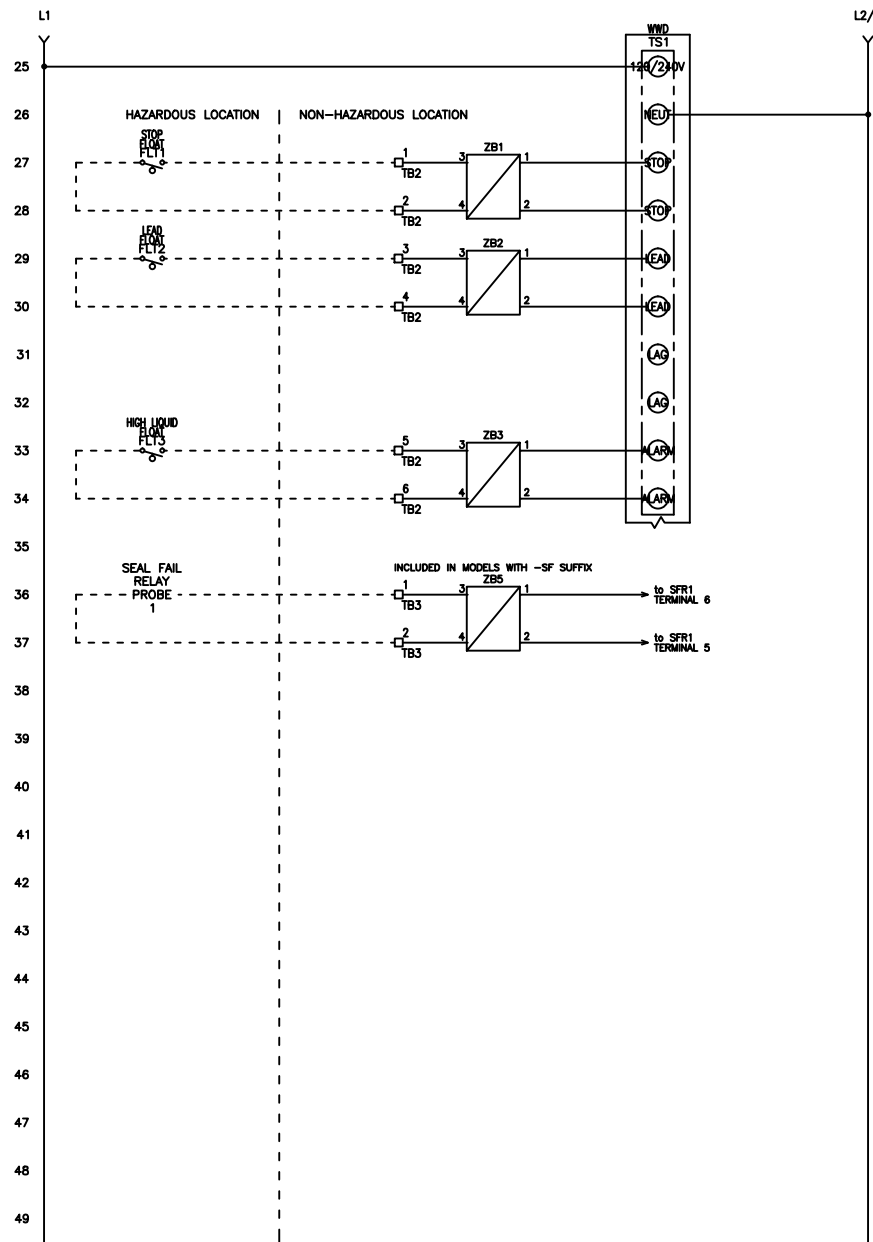 L1
L2/
WWD
TS1
25
120/240V
26
HAZARDOUS LOCATION
NON-HAZARDOUS LOCATION
NEUT
STOP
FLOAT
FLT1
27
1
TB2
3
ZB1
1
STOP
28
2
TB2
4
2
STOP
LEAD
FLOAT
FLT2
29
3
TB2
3
ZB2
1
LEAD
30
4
TB2
4
2
LEAD
31
LAG
32
LAG
HIGH LIQUID
FLOAT
FLT3
33
5
TB2
3
ZB3
1
ALARM
34
6
TB2
4
2
ALARM
35
SEAL FAIL
RELAY
PROBE
1
INCLUDED IN MODELS WITH -SF SUFFIX
36
1
TB3
3
ZB5
1
to SFR1
TERMINAL 6
37
2
TB3
4
2
to SFR1
TERMINAL 5
38
39
40
41
42
43
44
45
46
47
48
49